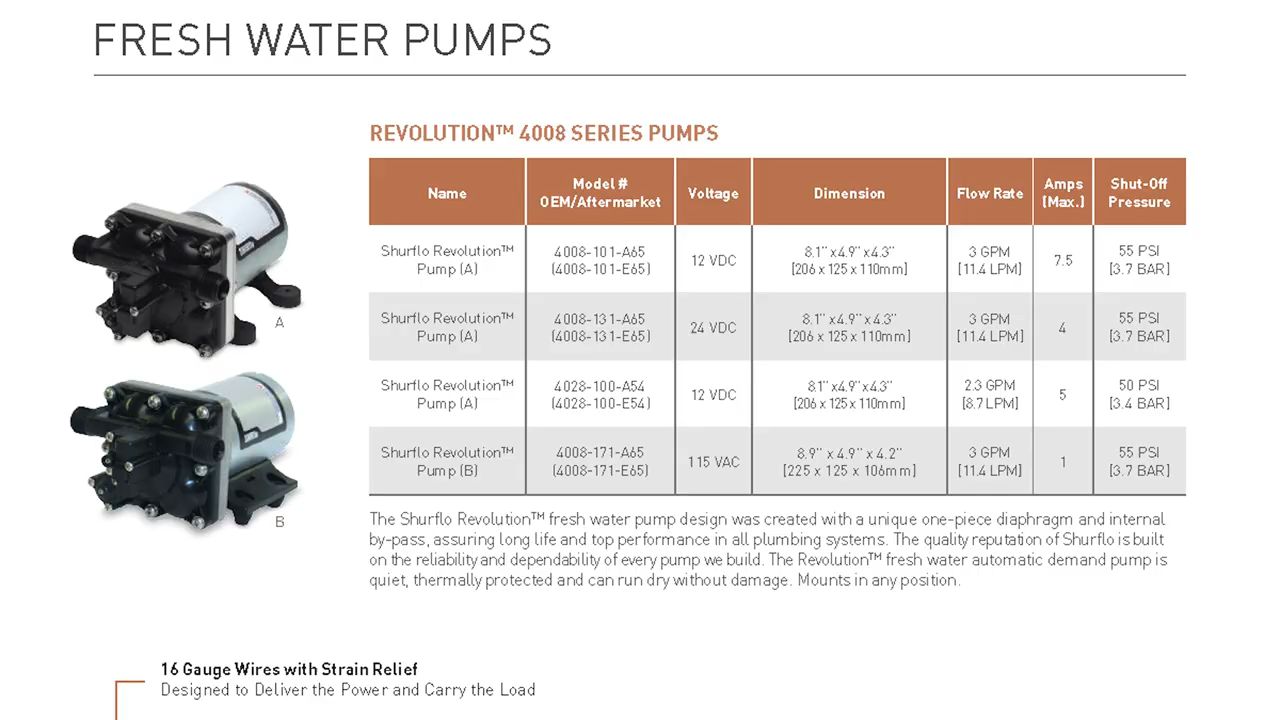 FRESH WATER PUMPS
REVOLUTION™ 4008 SERIES PUMPS
Name
Model #
OEM/Aftermarket
Voltage
Dimension
Flow Rate
Amps
(Max.)
Shut-Off
Pressure
Shurflo Revolution™
Pump (A)
4008-101-A65
(4008-101-E65)
12 VDC
8.1" x4.9" x4.3"
[206 x 125 x 110mm]
3 GPM
[11.4 LPM]
7.5
55 PSI
[3.7 BAR]
Shurflo Revolution™
Pump (A)
4008-131-A65
(4008-131-E65)
24 VDC
8.1" x4.9" x4.3"
[206 x 125 x 110mm]
3 GPM
[11.4 LPM]
4
55 PSI
[3.7 BAR]
Shurflo Revolution™
Pump (A)
4028-100-A54
(4028-100-E54)
12 VDC
8.1" x4.9" x4.3"
[206 x 125 x 110mm]
2.3 GPM
[8.7 LPM]
5
50 PSI
[3.4 BAR]
Shurflo Revolution™
Pump (B)
4008-171-A65
(4008-171-E65)
115 VAC
8.9" x 4.9" x 4.2"
[225 x 125 x 106mm]
3 GPM
[11.4 LPM]
1
55 PSI
[3.7 BAR]
A
B
The Shurflo Revolution™ fresh water pump design was created with a unique one-piece diaphragm and internal
by-pass, assuring long life and top performance in all plumbing systems. The quality reputation of Shurflo is built
on the reliability and dependability of every pump we build. The Revolution™ fresh water automatic demand pump is
quiet, thermally protected and can run dry without damage. Mounts in any position.
16 Gauge Wires with Strain Relief
Designed to Deliver the Power and Carry the Load